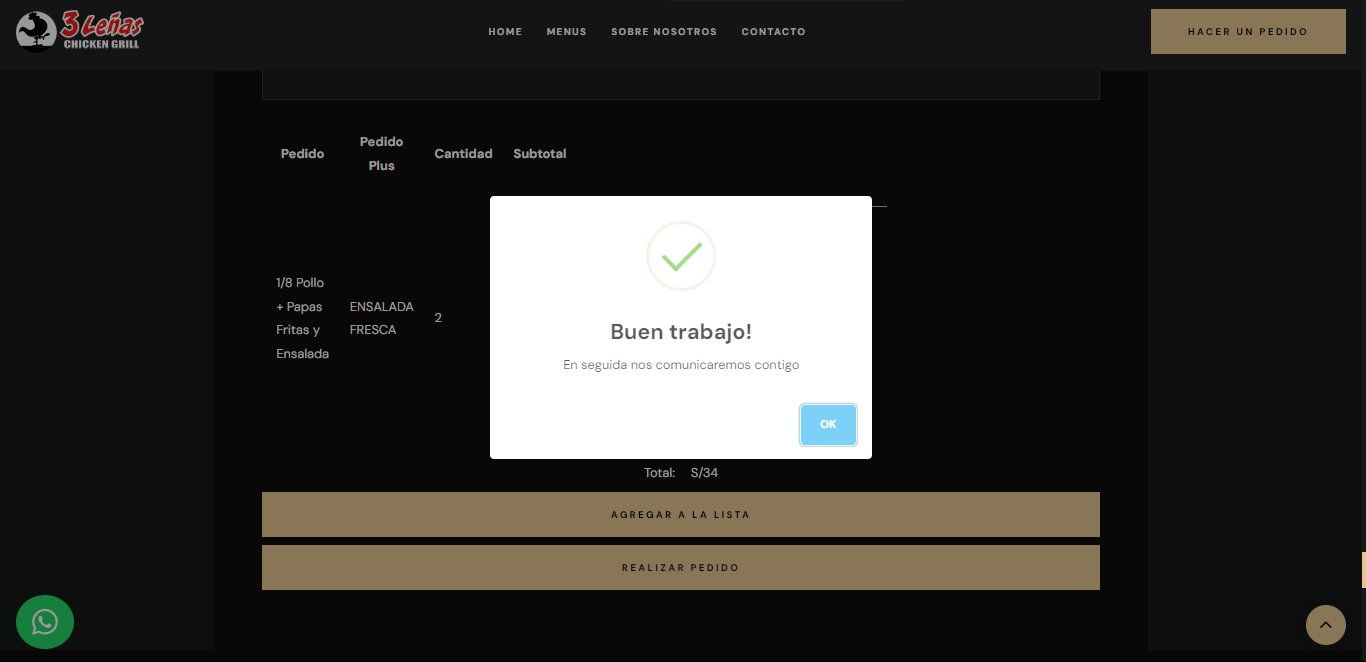 3 Leñas
CHICKEN GRILL
HOME
MENUS
SOBRE NOSOTROS
CONTACTO
HACER UN PEDIDO
Pedido
Pedido
Plus
Cantidad
Subtotal
1/8 Pollo
+ Papas
Fritas y
Ensalada
ENSALADA
FRESCA
2
Buen trabajo!
En seguida nos comunicaremos contigo
OK
Total: S/34
AGREGAR A LA LISTA
REALIZAR PEDIDO